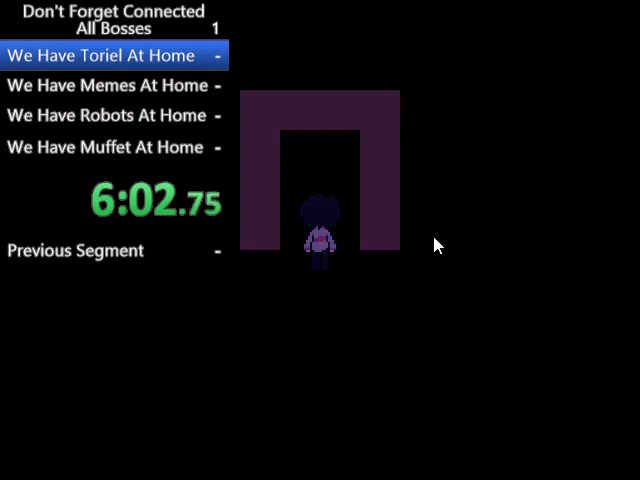 Don't Forget Connected
All Bosses 1
We Have Toriel At Home -
We Have Memes At Home -
We Have Robots At Home -
We Have Muffet At Home -
6:02.75
Previous Segment -